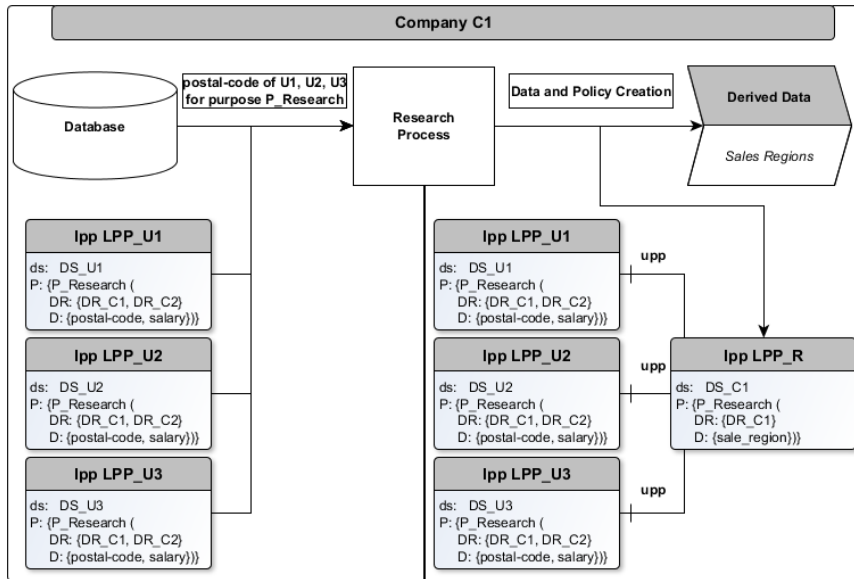 Company C1
Database
postal-code of U1, U2, U3
for purpose P_Research
Research
Process
Data and Policy Creation
Derived Data
Sales Regions
lpp LPP_U1
ds: DS_U1
P: {P_Research (
DR: {DR_C1, DR_C2}
D: {postal-code, salary})}
lpp LPP_U2
ds: DS_U2
P: {P_Research (
DR: {DR_C1, DR_C2}
D: {postal-code, salary})}
lpp LPP_U3
ds: DS_U3
P: {P_Research (
DR: {DR_C1, DR_C2}
D: {postal-code, salary})}
lpp LPP_U1
ds: DS_U1
P: {P_Research (
DR: {DR_C1, DR_C2}
D: {postal-code, salary})}
upp
lpp LPP_U2
ds: DS_U2
P: {P_Research (
DR: {DR_C1, DR_C2}
D: {postal-code, salary})}
upp
lpp LPP_U3
ds: DS_U3
P: {P_Research (
DR: {DR_C1, DR_C2}
D: {postal-code, salary})}
upp
lpp LPP_R
ds: DS_C1
P: {P_Research (
DR: {DR_C1}
D: {sale_region})}